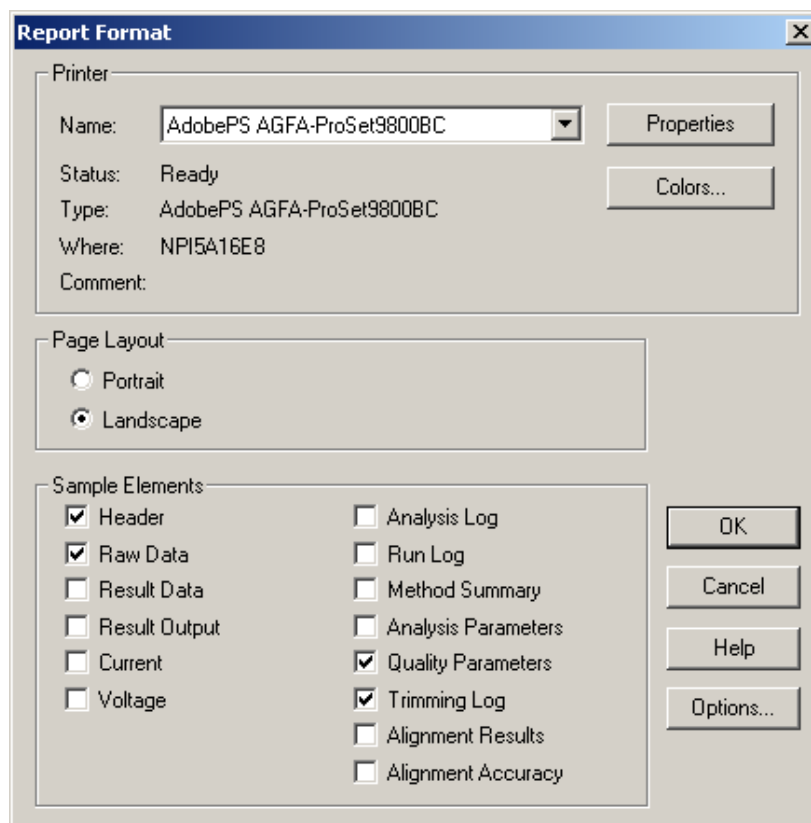 Report Format
Printer
Name: AdobePS AGFA-ProSet9800BC Properties
Status: Ready Colors...
Type: AdobePS AGFA-ProSet9800BC
Where: NPI5A16E8
Comment:
Page Layout
Portrait
Landscape
Sample Elements
Header
Raw Data
Result Data
Result Output
Current
Voltage
Analysis Log
Run Log
Method Summary
Analysis Parameters
Quality Parameters
Trimming Log
Alignment Results
Alignment Accuracy
OK
Cancel
Help
Options...